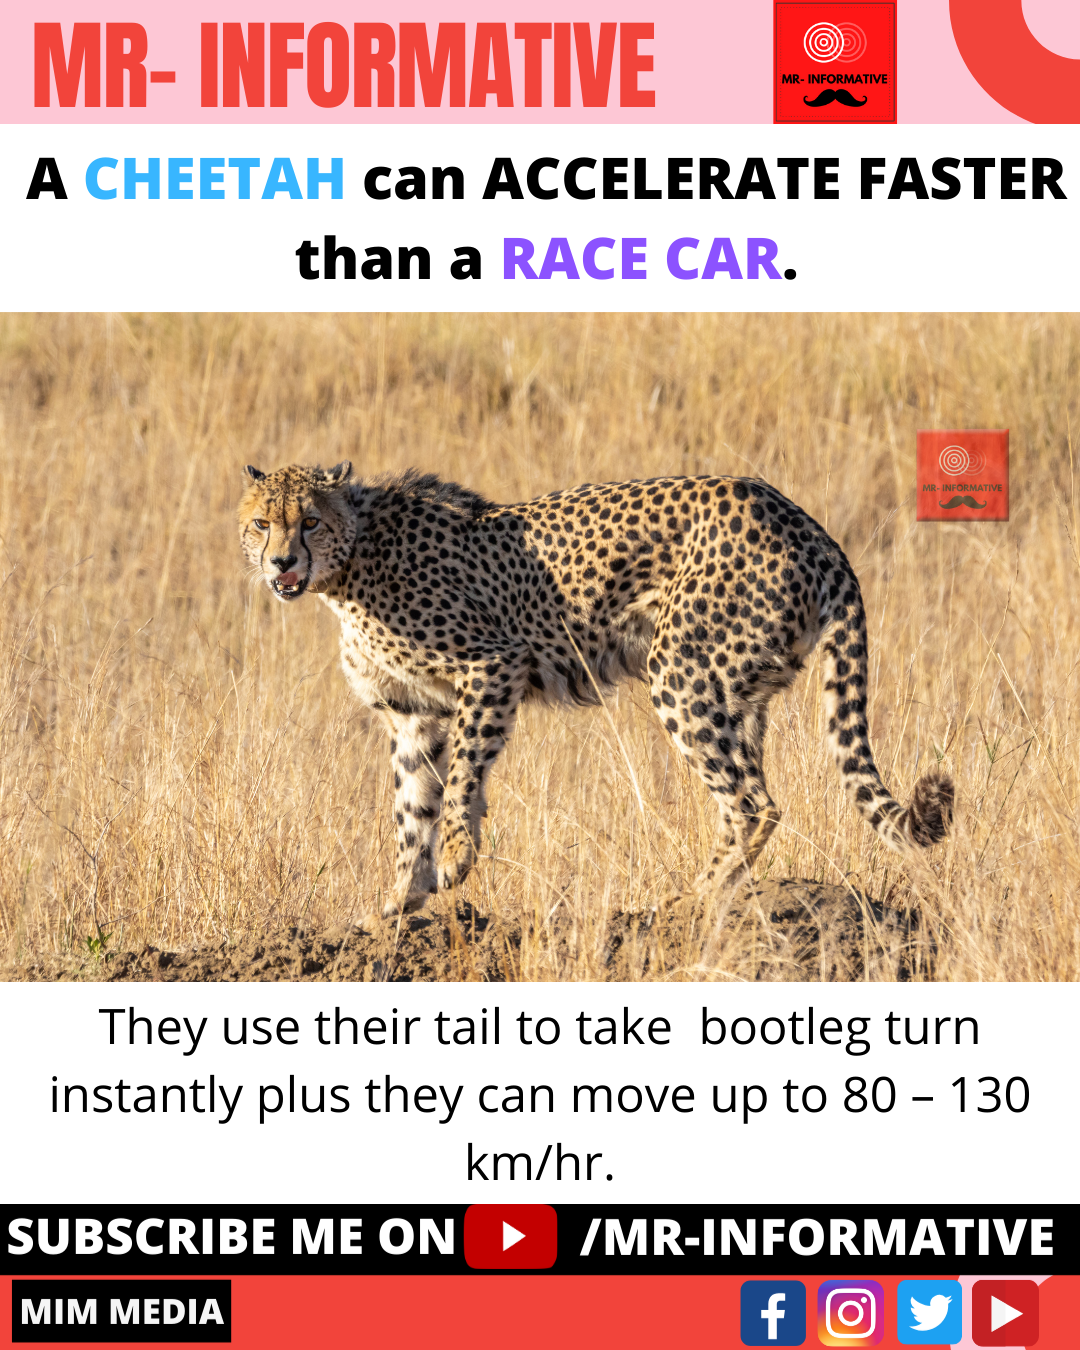 MR- INFORMATIVE
MR- INFORMATIVE
A CHEETAH can ACCELERATE FASTER
than a RACE CAR.
MR- INFORMATIVE
They use their tail to take  bootleg turn
instantly plus they can move up to 80 – 130
km/hr.
SUBSCRIBE ME ON /MR-INFORMATIVE
MIM MEDIA